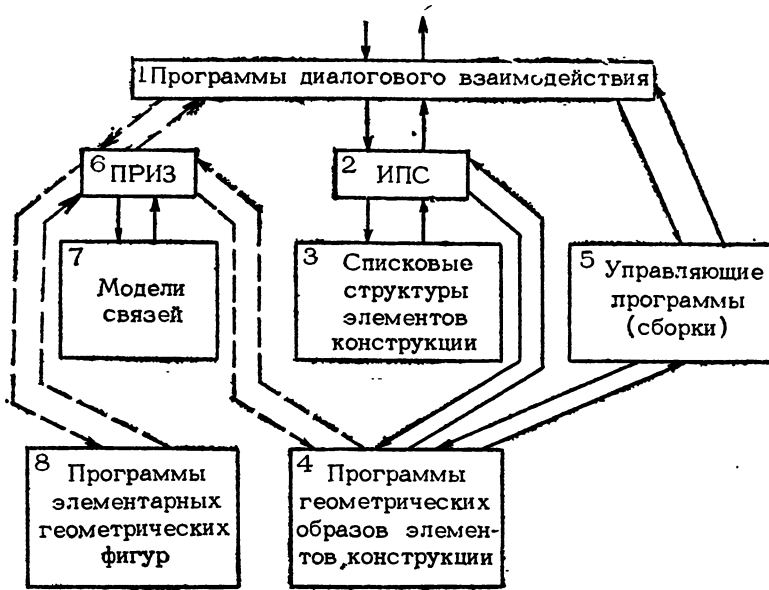 1 Программы диалогового взаимодействия
6 ПРИЗ
2 ИПС
7
Модели
связей
3 Списковые
структуры
элементов
конструкции
5 Управляющие
программы
(сборки)
8 Программы
элементарных
геометрических
фигур
4 Программы
геометрических
образов элемен-
тов конструкции